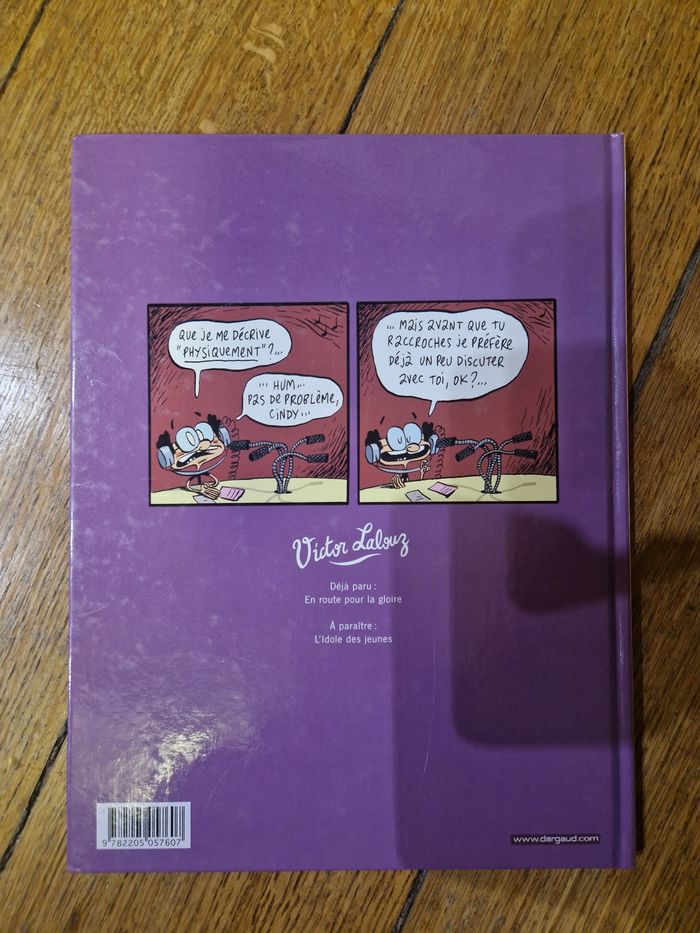 QUE JE ME DÉCRIVE
"PHYSIQUEMENT"?...
... HUM...
PAS DE PROBLÈME,
CINDY...
... MAIS AVANT QUE TU
RACCROCHES JE PRÉFÈRE
DÉJÀ UN PEU DISCUTER
AVEC TOI, OK?...
Victor Lalouz
Déjà paru :
En route pour la gloire
À paraître :
L'Idole des jeunes
9 782205 057607
www.dargaud.com